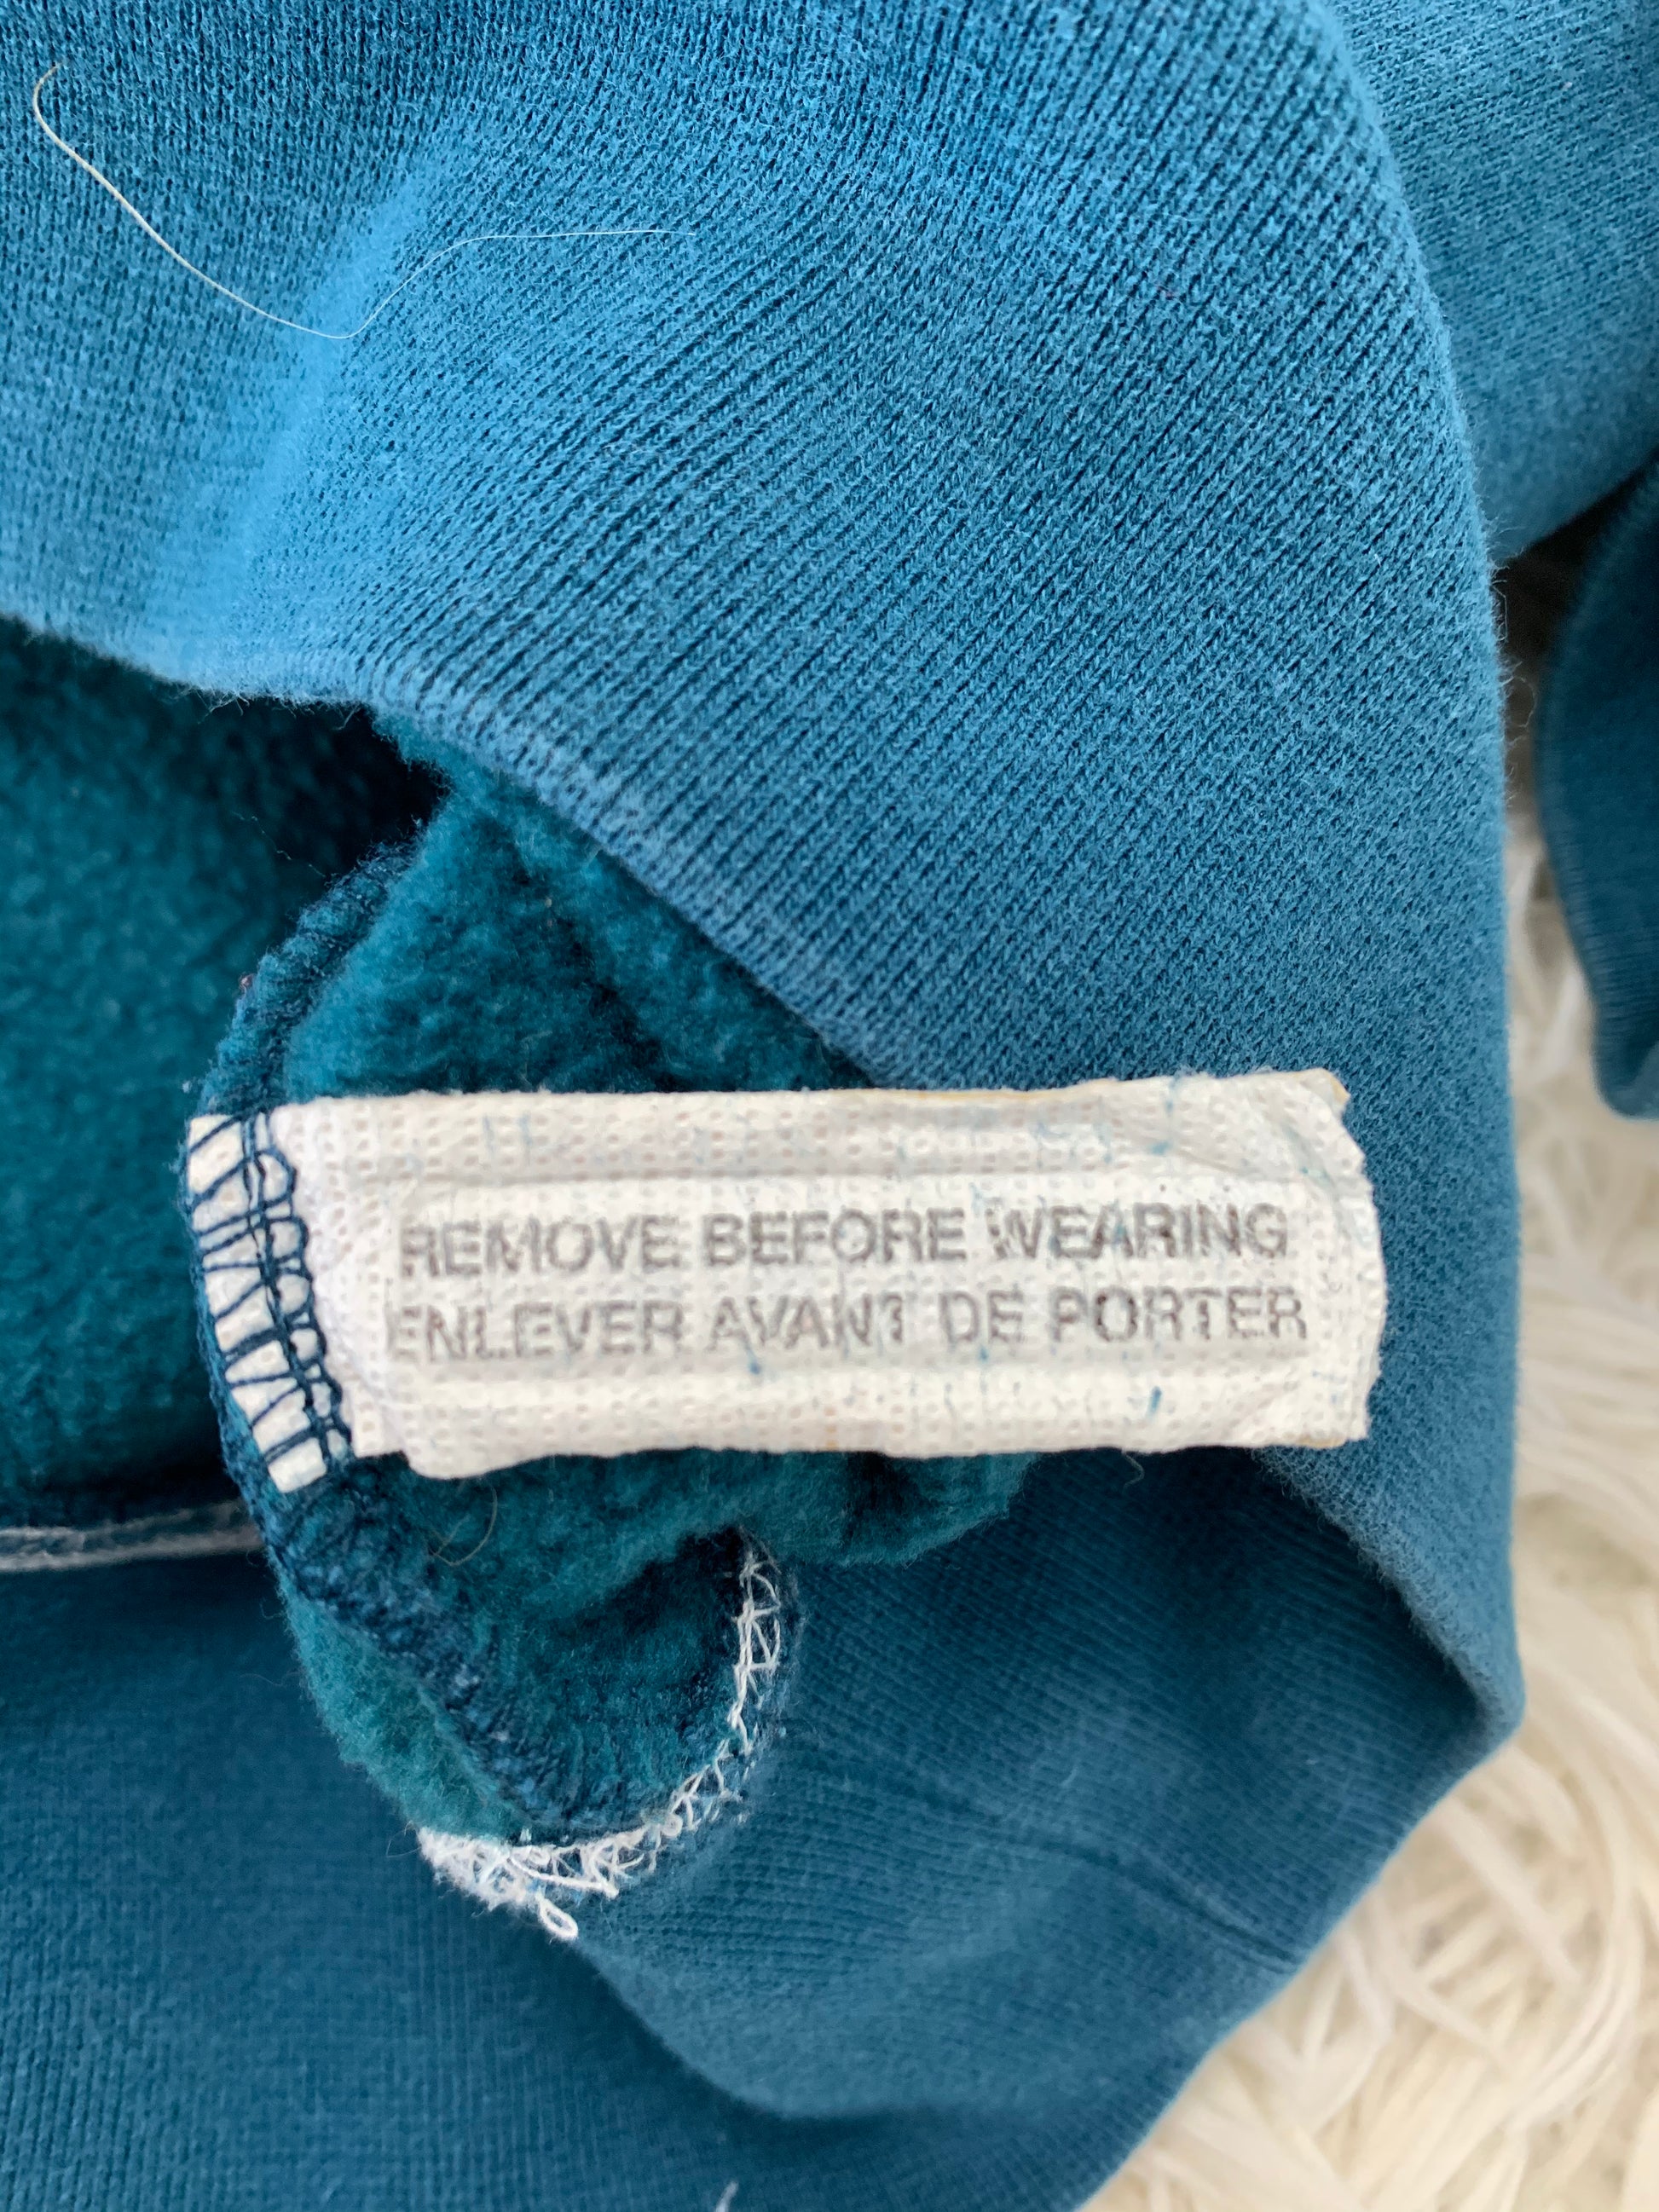 REMOVE BEFORE WEARING
ENLEVER AVANT DE PORTER